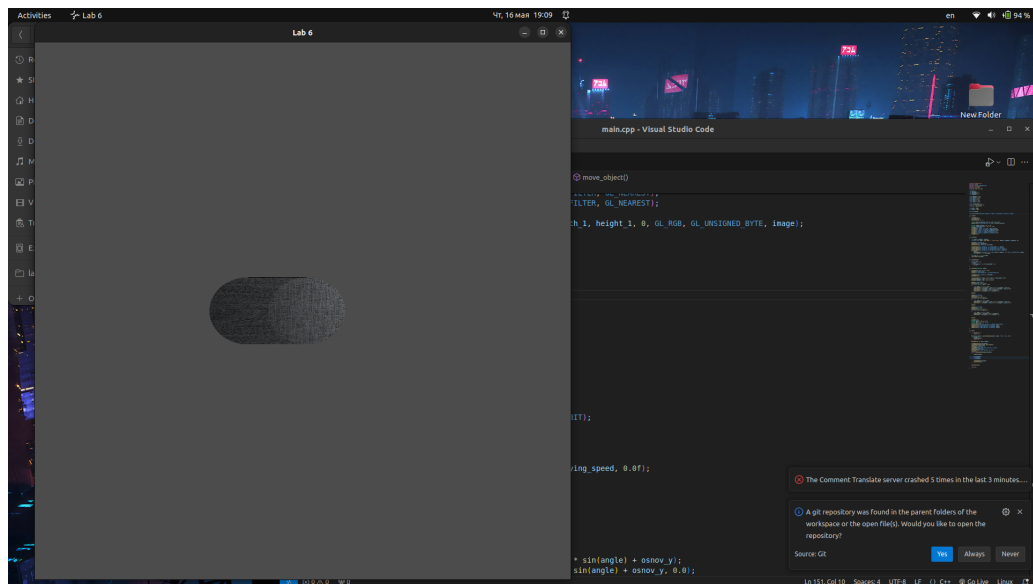 Activities
Lab 6
Чт, 16 мая 19:09
en
94 %
Lab 6
New Folder
main.cpp - Visual Studio Code
move_object()
FILTER, GL_NEAREST);
height_1, 0, GL_RGB, GL_UNSIGNED_BYTE, image);
BIT);
ving_speed, 0.0f);
The Comment Translate server crashed 5 times in the last 3 minutes....
A git repository was found in the parent folders of the
workspace or the open file(s). Would you like to open the
repository?
Source: Git
Yes
Always
Never
* sin(angle) + osnov_y);
sin(angle) + osnov_y, 0.0);
Ln 151, Col 10
Spaces: 4
UTF-8
LF
{} C++
Go Live
Linux